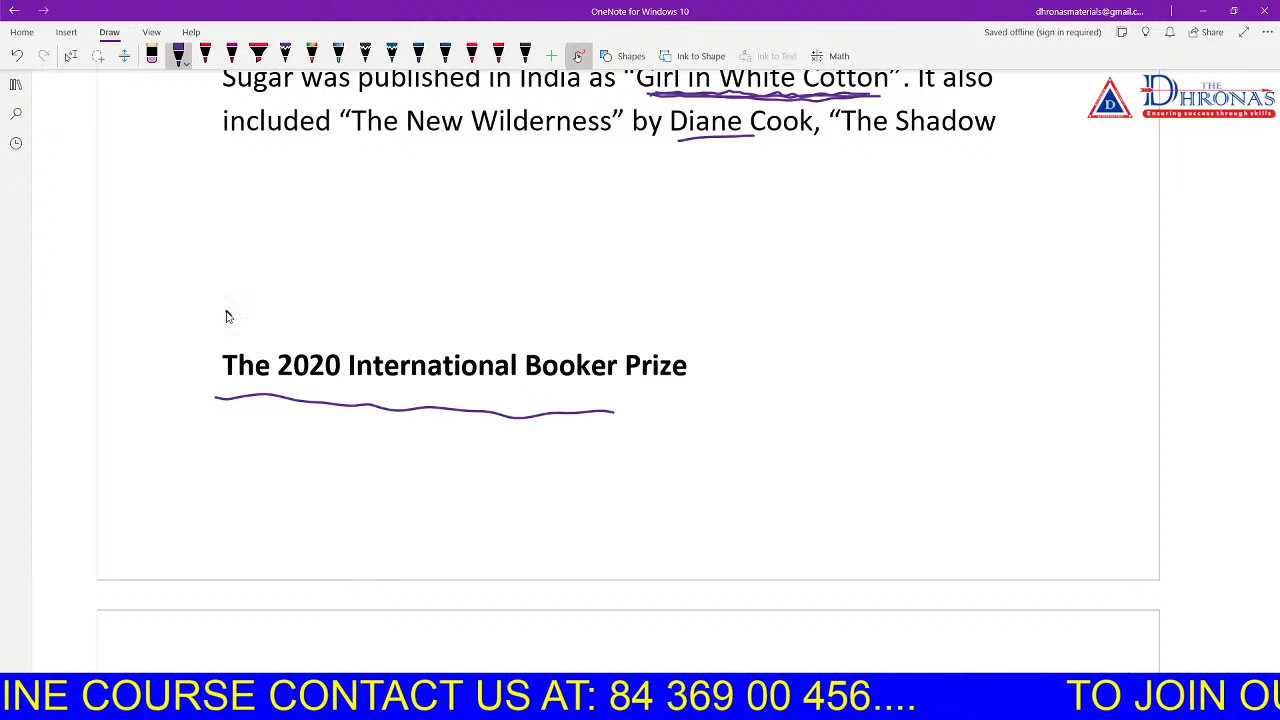 OneNote for Windows 10
dhronasmaterials@gmail.c...
Home Insert Draw View Help
Saved offline (sign in required) Share
Shapes Ink to Shape Ink to Text Math
Sugar was published in India as “Girl in White Cotton”. It also
included “The New Wilderness” by Diane Cook, “The Shadow
THE
DHRONAS
Ensuring success through skills
D
The 2020 International Booker Prize
INE COURSE CONTACT US AT: 84 369 00 456.... TO JOIN OU